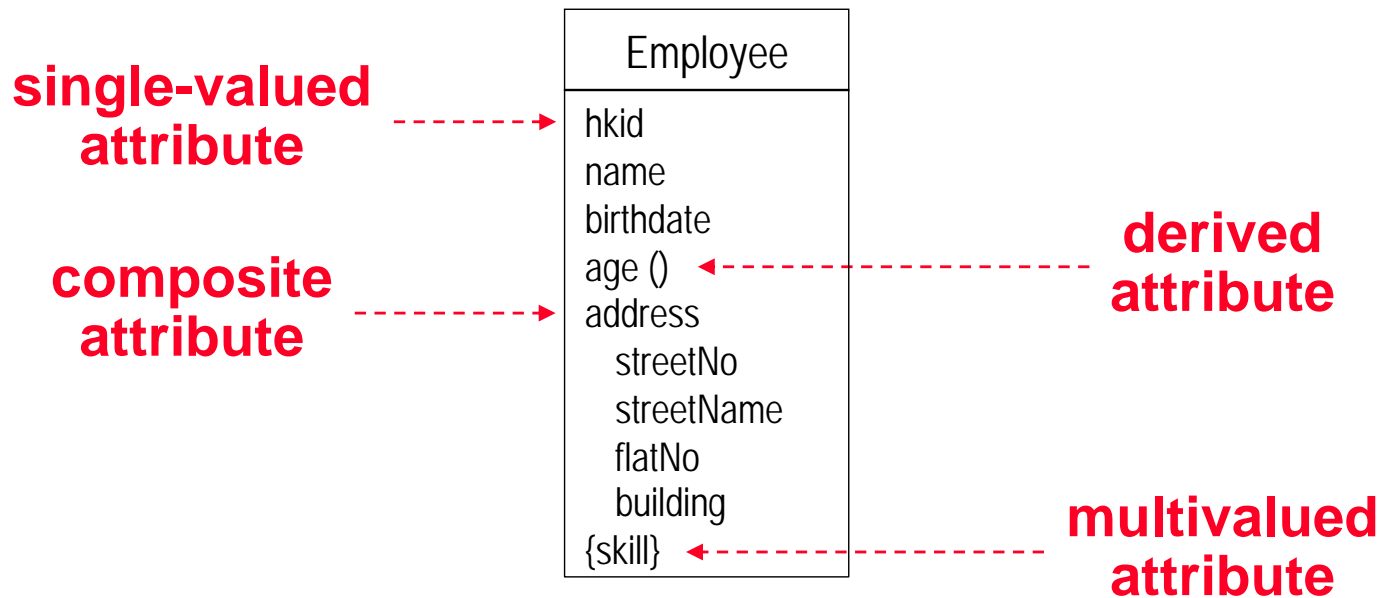 Employee
single-valued
attribute
hkid
name
birthdate
age ()
derived
attribute
composite
attribute
address
streetNo
streetName
flatNo
building
{skill}
multivalued
attribute